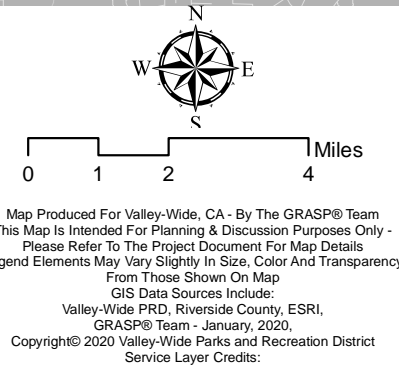 N
W E
S
Miles
0 1 2 4
Map Produced For Valley-Wide, CA - By The GRASP® Team
This Map Is Intended For Planning & Discussion Purposes Only -
Please Refer To The Project Document For Map Details
gend Elements May Vary Slightly In Size, Color And Transparency
From Those Shown On Map
GIS Data Sources Include:
Valley-Wide PRD, Riverside County, ESRI,
GRASP® Team - January, 2020,
Copyright© 2020 Valley-Wide Parks and Recreation District
Service Layer Credits: